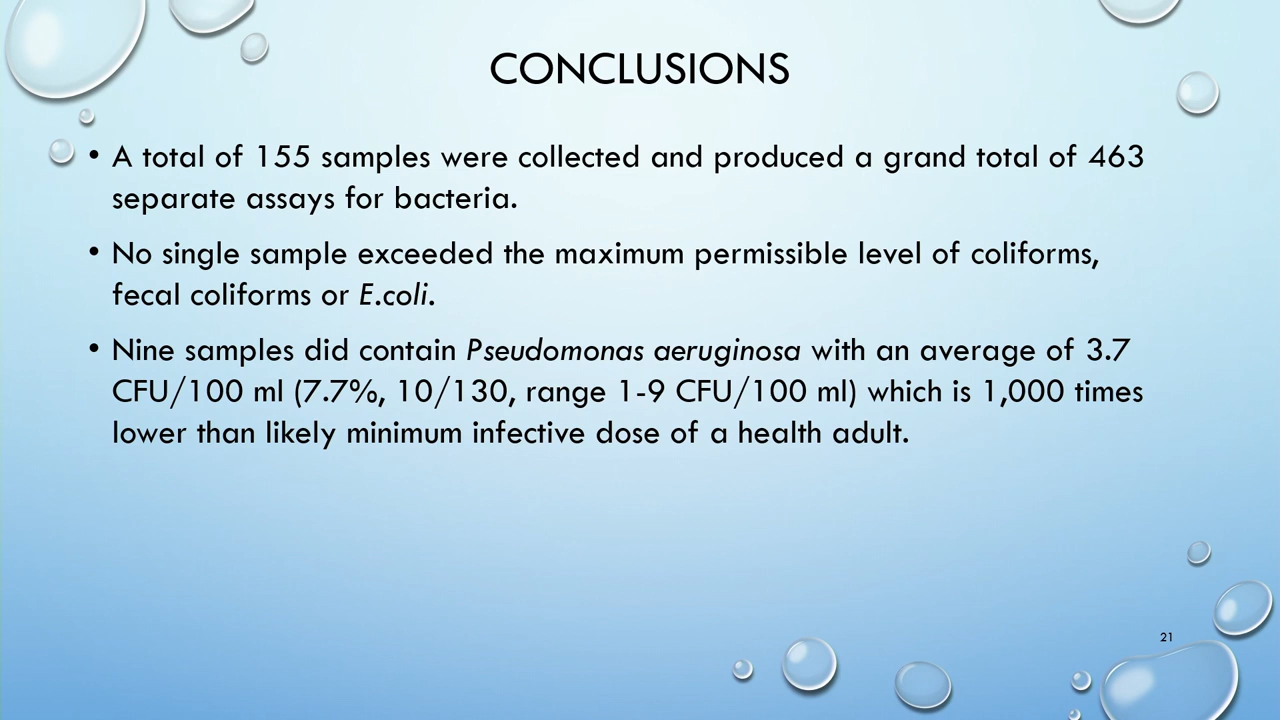 CONCLUSIONS
• A total of 155 samples were collected and produced a grand total of 463
separate assays for bacteria.
• No single sample exceeded the maximum permissible level of coliforms,
fecal coliforms or E.coli.
• Nine samples did contain Pseudomonas aeruginosa with an average of 3.7
CFU/100 ml (7.7%, 10/130, range 1-9 CFU/100 ml) which is 1,000 times
lower than likely minimum infective dose of a health adult.
21